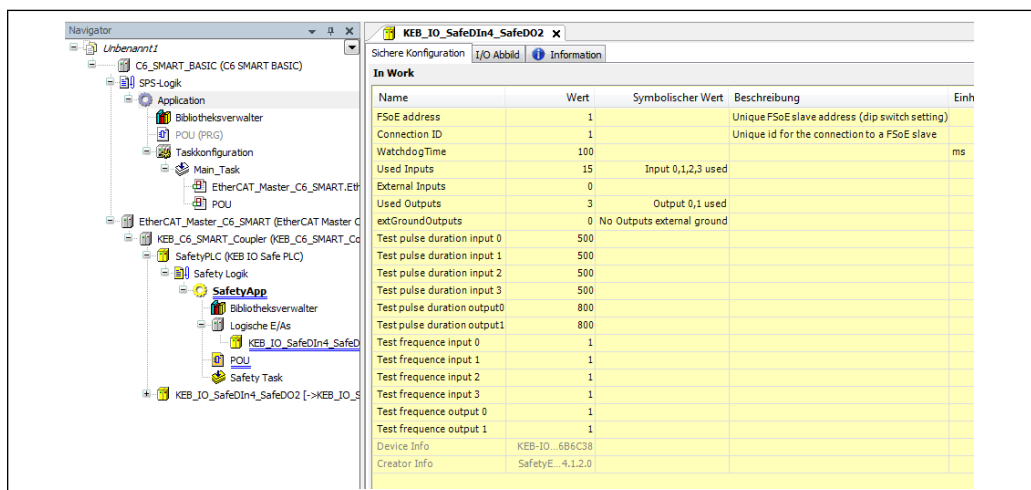 Navigator
Unbenannt1
C6_SMART_BASIC (C6 SMART BASIC)
SPS-Logik
Application
Bibliotheksverwalter
POU (PRG)
Taskkonfiguration
Main_Task
EtherCAT_Master_C6_SMART.Eth
POU
EtherCAT_Master_C6_SMART (EtherCAT Master C
KEB_C6_SMART_Coupler (KEB_C6_SMART_Co
SafetyPLC (KEB IO Safe PLC)
Safety Logik
SafetyApp
Bibliotheksverwalter
Logische E/As
KEB_IO_SafeDIn4_SafeD
POU
Safety Task
KEB_IO_SafeDIn4_SafeDO2 [->KEB_IO_S
KEB_IO_SafeDIn4_SafeDO2
Sichere Konfiguration I/O Abbild Information
In Work
Name Wert Symbolischer Wert Beschreibung Einh
FSoE address 1 Unique FSoE slave address (dip switch setting)
Connection ID 1 Unique id for the connection to a FSoE slave
WatchdogTime 100 ms
Used Inputs 15 Input 0,1,2,3 used
External Inputs 0
Used Outputs 3 Output 0,1 used
extGroundOutputs 0 No Outputs external ground
Test pulse duration input 0 500
Test pulse duration input 1 500
Test pulse duration input 2 500
Test pulse duration input 3 500
Test pulse duration output0 800
Test pulse duration output1 800
Test frequence input 0 1
Test frequence input 1 1
Test frequence input 2 1
Test frequence input 3 1
Test frequence output 0 1
Test frequence output 1 1
Device Info KEB-IO...6B6C38
Creator Info SafetyE...4.1.2.0